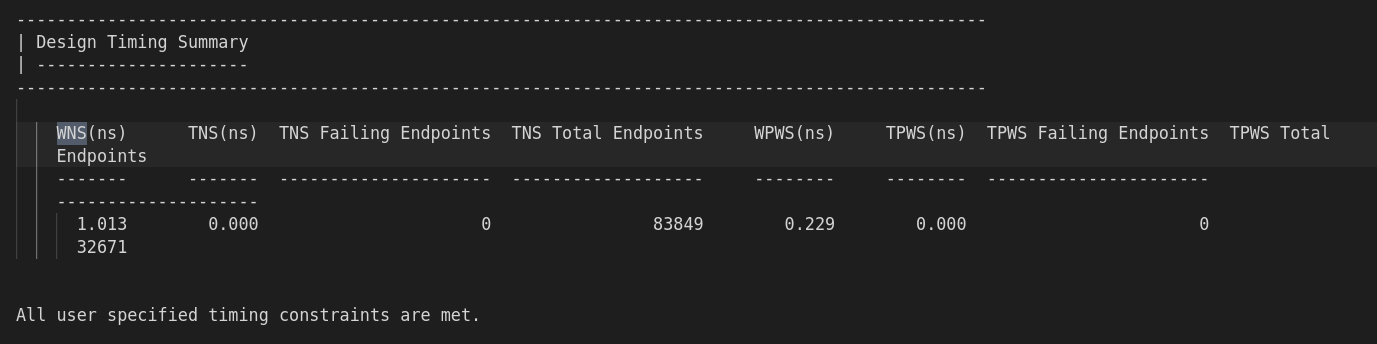 ------------------------------------------------------------------------------------------------
| Design Timing Summary
| ---------------------
------------------------------------------------------------------------------------------------
WNS(ns)      TNS(ns)  TNS Failing Endpoints  TNS Total Endpoints     WPWS(ns)     TPWS(ns)  TPWS Failing Endpoints  TPWS Total
Endpoints
-------      -------  ---------------------  -------------------     --------     --------  ----------------------
--------------------
1.013        0.000                      0                83849        0.229        0.000                       0
32671
All user specified timing constraints are met.